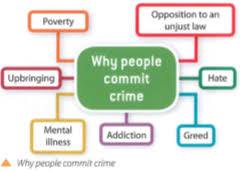 Poverty
Opposition to an
unjust law
Why people
commit
crime
Upbringing
Hate
Mental
illness
Addiction
Greed
Why people commit crime